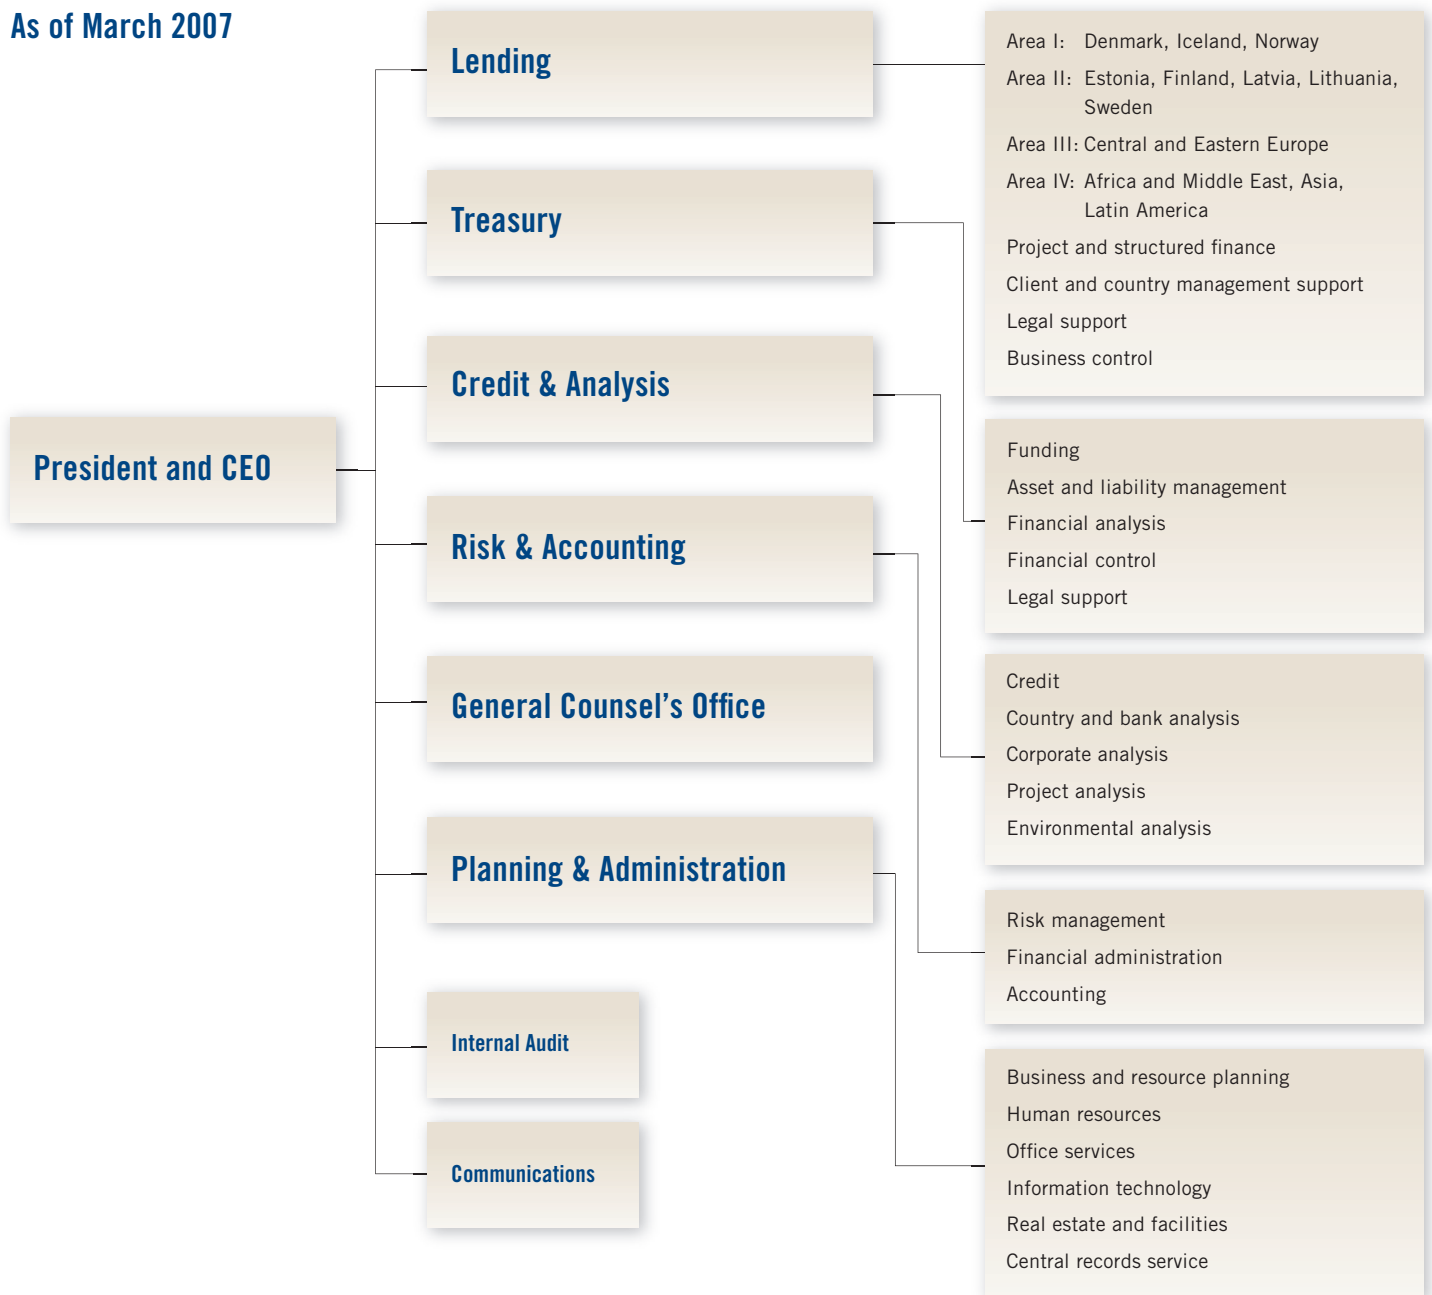 As of March 2007
President and CEO
Lending
Treasury
Credit & Analysis
Risk & Accounting
General Counsel’s Office
Planning & Administration
Internal Audit
Communications
Area I: Denmark, Iceland, Norway
Area II: Estonia, Finland, Latvia, Lithuania,
Sweden
Area III: Central and Eastern Europe
Area IV: Africa and Middle East, Asia,
Latin America
Project and structured finance
Client and country management support
Legal support
Business control
Funding
Asset and liability management
Financial analysis
Financial control
Legal support
Credit
Country and bank analysis
Corporate analysis
Project analysis
Environmental analysis
Risk management
Financial administration
Accounting
Business and resource planning
Human resources
Office services
Information technology
Real estate and facilities
Central records service